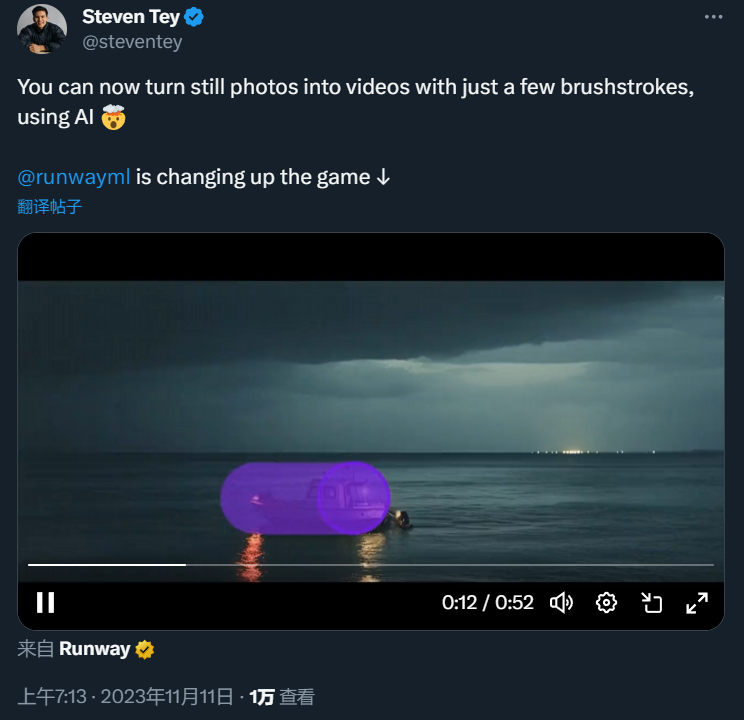 Steven Tey
@steventey
You can now turn still photos into videos with just a few brushstrokes,
using AI 🤯
@runwayml is changing up the game ↓
翻译帖子
0:12 / 0:52
来自 Runway
上午7:13 · 2023年11月11日 · 1万 查看